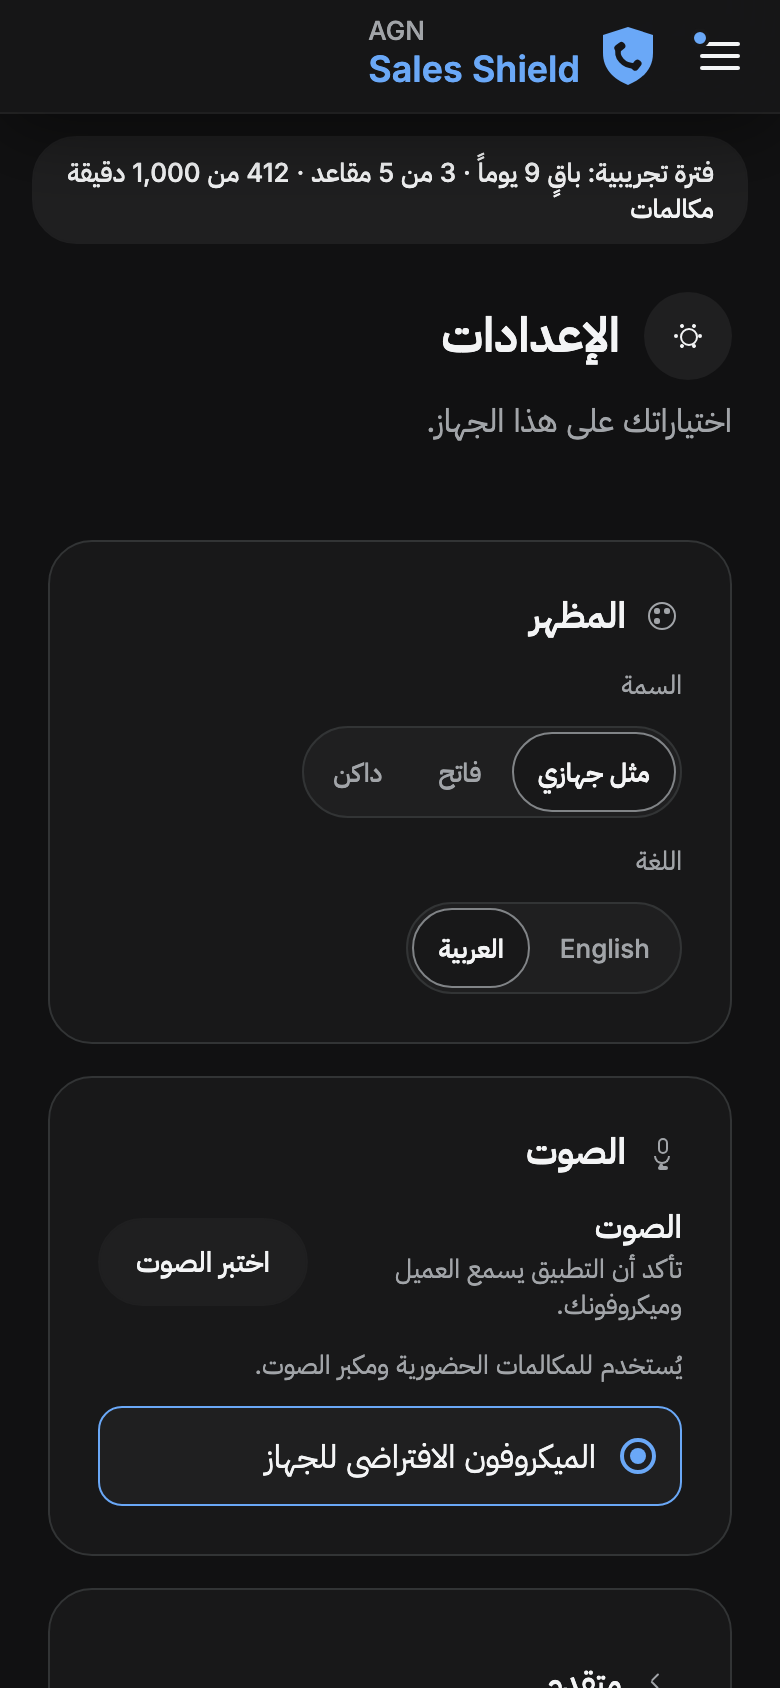 AGN
Sales Shield
فترة تجريبية: باقٍ 9 يوماً · 3 من 5 مقاعد · 412 من 1,000 دقيقة
مكالمات
الإعدادات
اختياراتك على هذا الجهاز.
المظهر
السمة
مثل جهازي فاتح داكن
اللغة
English العربية
الصوت
الصوت
تأكد أن التطبيق يسمع العميل
وميكروفونك.
اختبر الصوت
يُستخدم للمكالمات الحضورية ومكبر الصوت.
الميكروفون الافتراضي للجهاز
متقدم